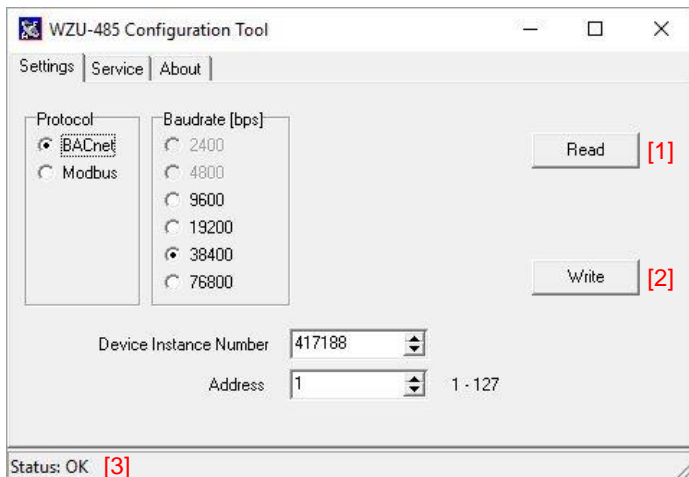 WZU-485 Configuration Tool
Settings Service About
Protocol
BACnet
Modbus
Baudrate [bps]
2400
4800
9600
19200
38400
76800
Read [1]
Write [2]
Device Instance Number 417188
Address 1 1 - 127
Status: OK [3]